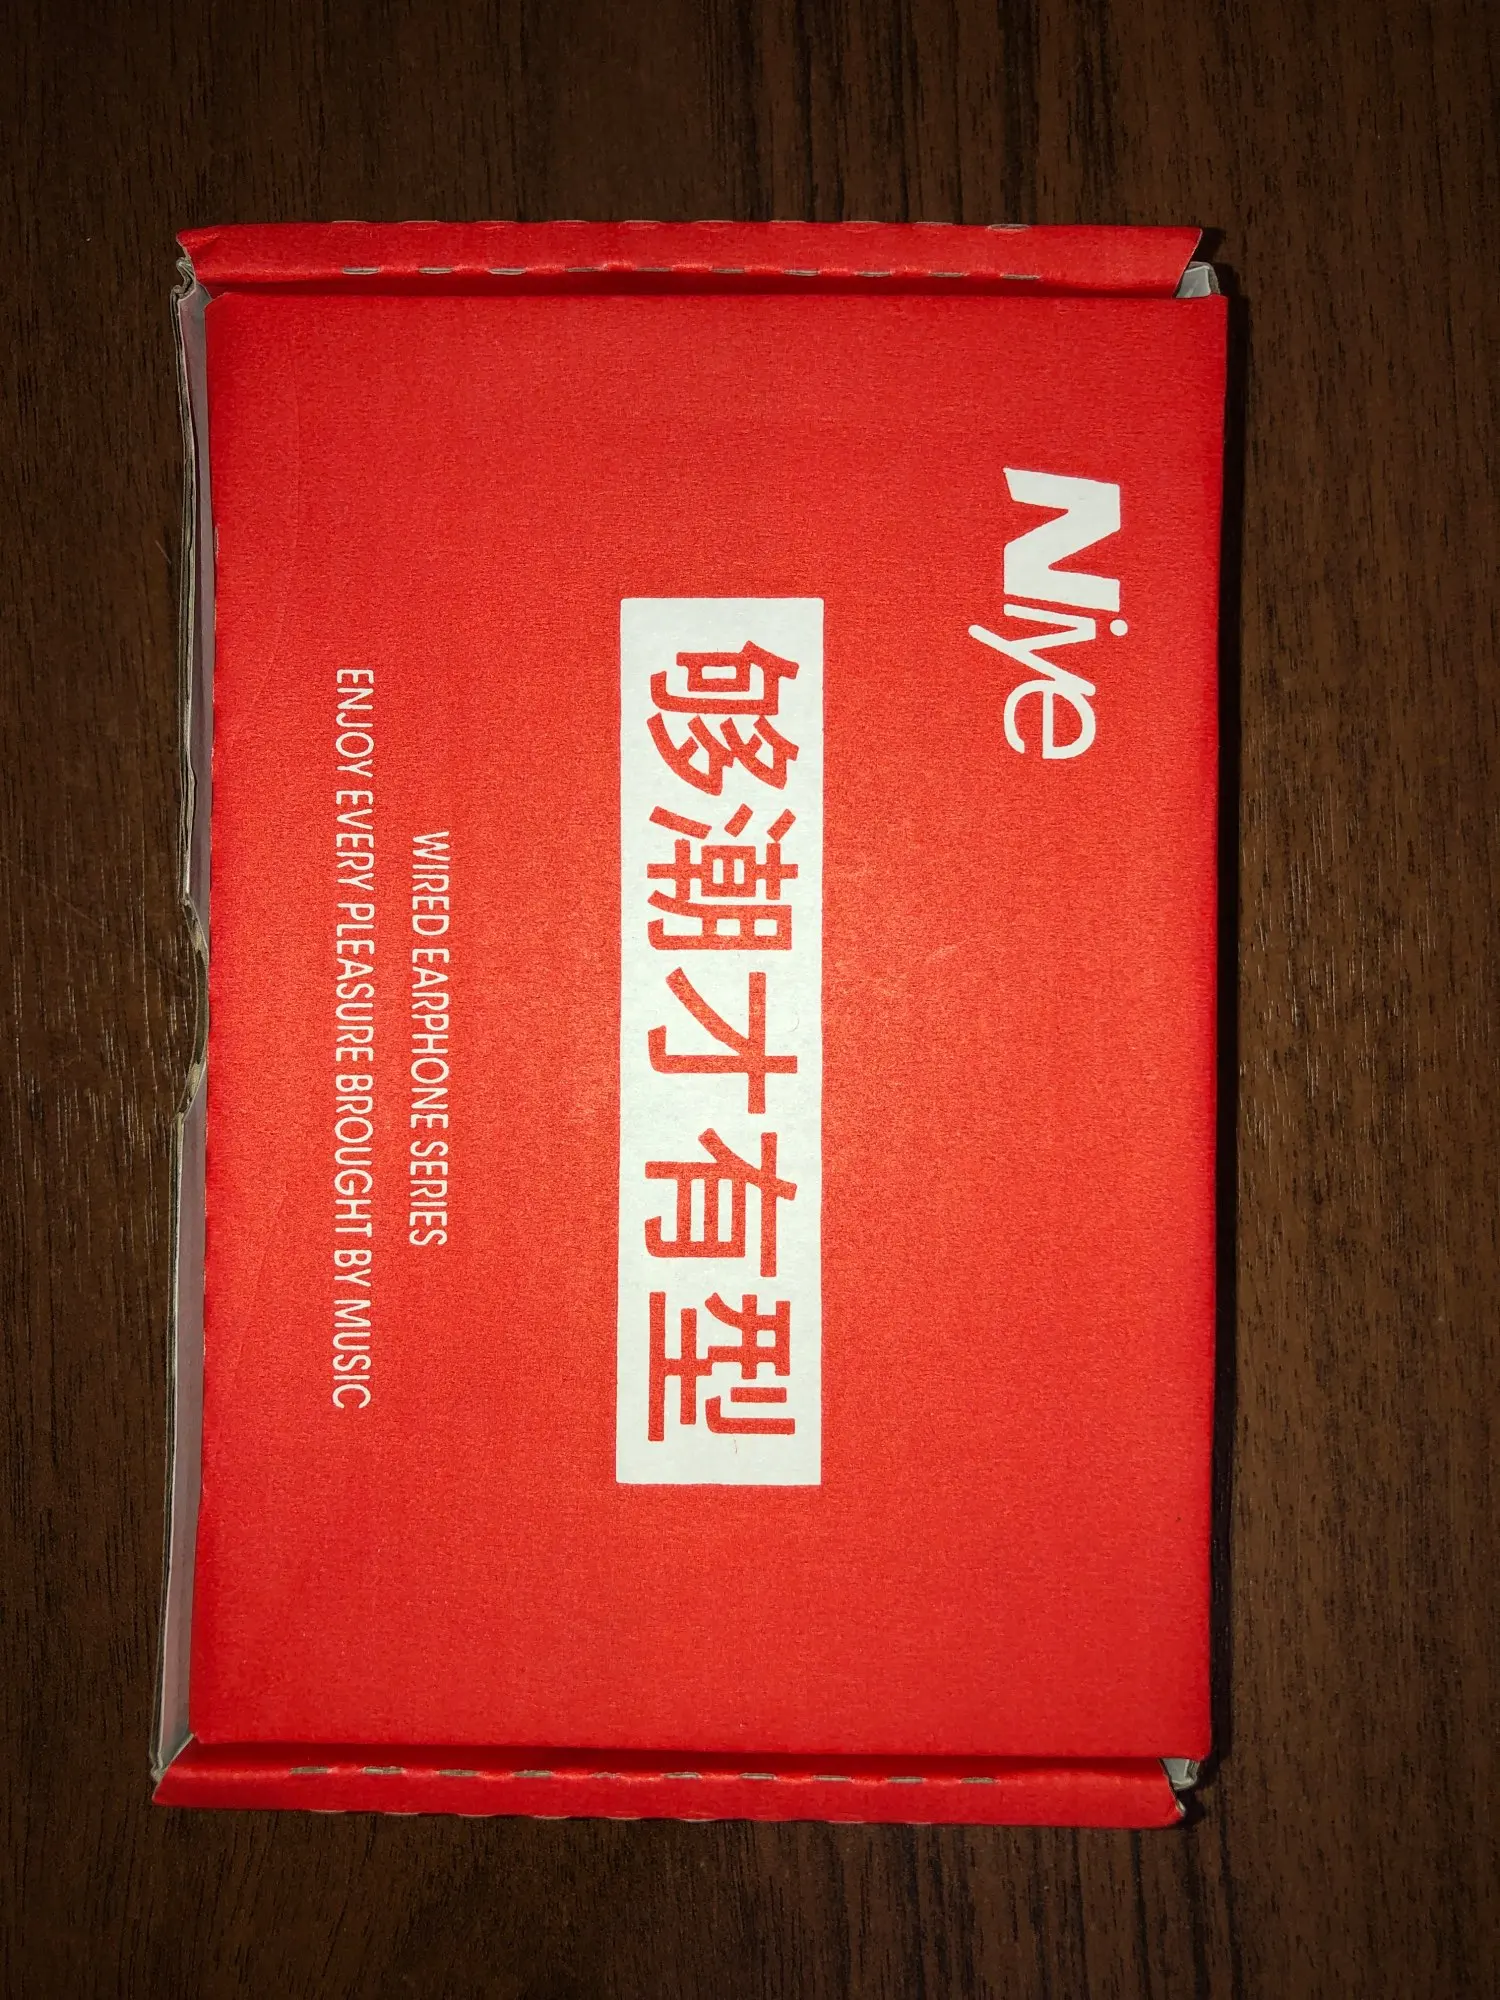 Niye
够潮才有型
WIRED EARPHONE SERIES
ENJOY EVERY PLEASURE BROUGHT BY MUSIC